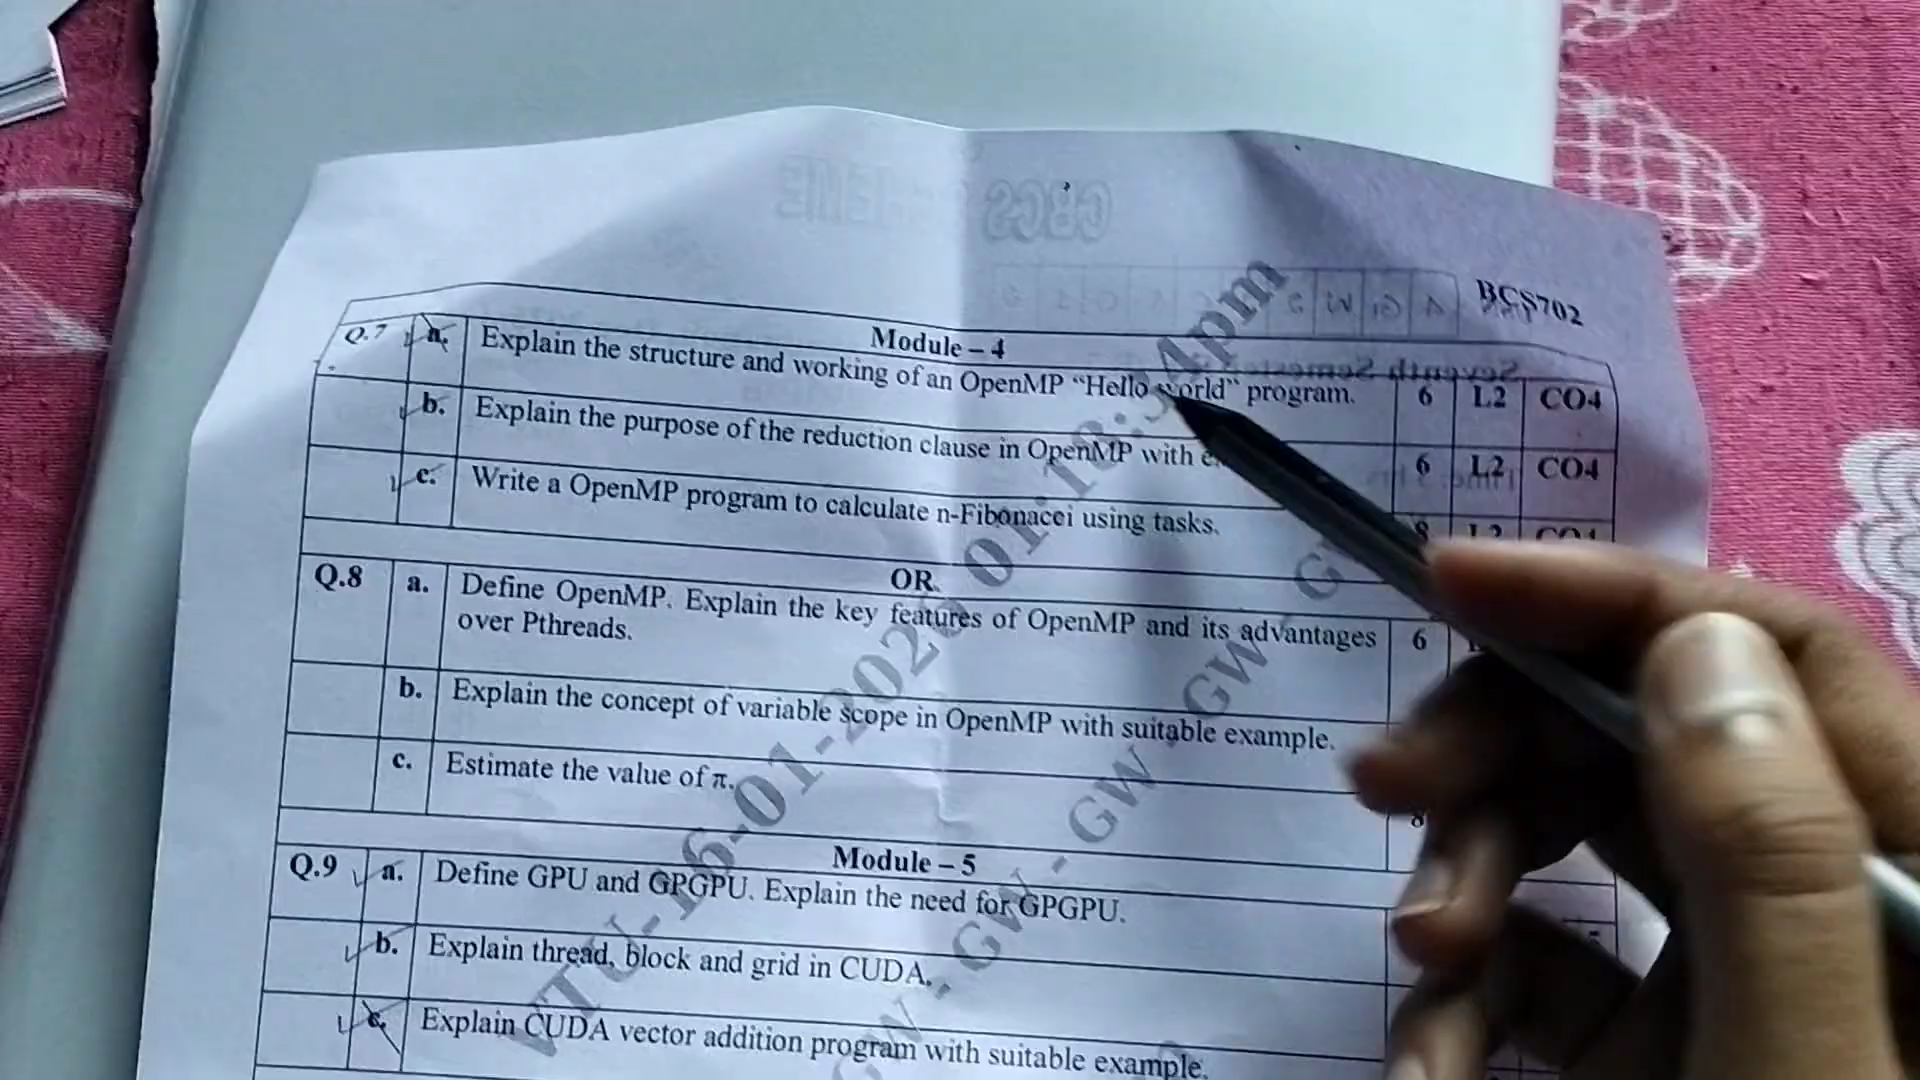 CBCS
BCS702
Module – 4
Q.7 a. Explain the structure and working of an OpenMP “Hello world” program. 6 L2 CO4
b. Explain the purpose of the reduction clause in OpenMP with 6 L2 CO4
c. Write a OpenMP program to calculate n-Fibonacci using tasks. 8 L2 CO4
OR
Q.8 a. Define OpenMP. Explain the key features of OpenMP and its advantages 6
over Pthreads.
b. Explain the concept of variable scope in OpenMP with suitable example.
c. Estimate the value of π. 8
Module – 5
Q.9 a. Define GPU and GPGPU. Explain the need for GPGPU.
b. Explain thread, block and grid in CUDA.
c. Explain CUDA vector addition program with suitable example.